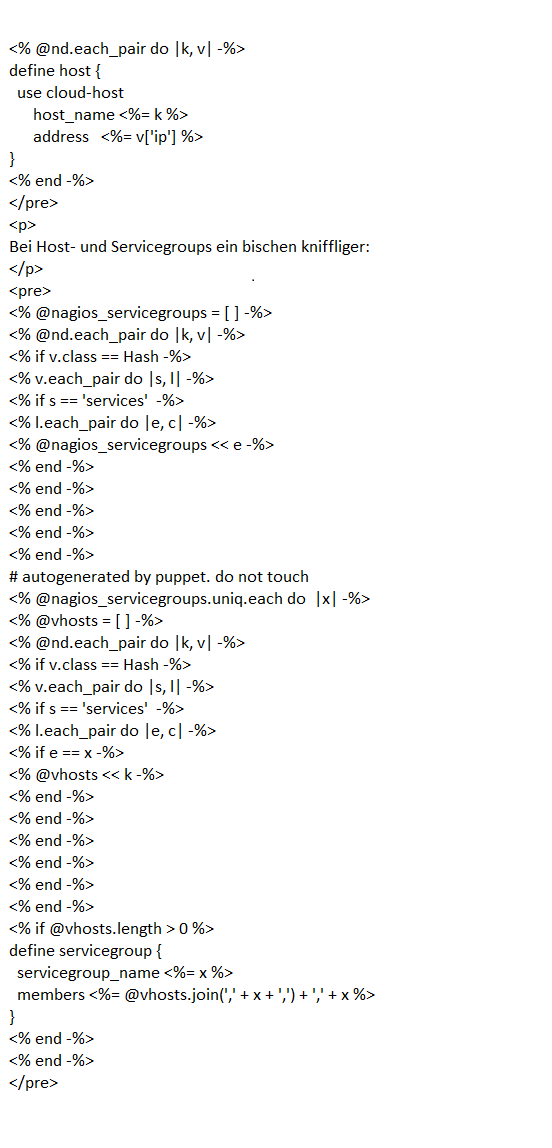 <% @nd.each_pair do |k, v| -%>
define host {
  use cloud-host
      host_name <%= k %>
      address   <%= v['ip'] %>
}
<% end -%>
</pre>
<p>
Bei Host- und Servicegroups ein bischen kniffliger:
</p>
<pre>
<% @nagios_servicegroups = [ ] -%>
<% @nd.each_pair do |k, v| -%>
<% if v.class == Hash -%>
<% v.each_pair do |s, l| -%>
<% if s == 'services'  -%>
<% l.each_pair do |e, c| -%>
<% @nagios_servicegroups << e -%>
<% end -%>
<% end -%>
<% end -%>
<% end -%>
<% end -%>
# autogenerated by puppet. do not touch
<% @nagios_servicegroups.uniq.each do  |x| -%>
<% @vhosts = [ ] -%>
<% @nd.each_pair do |k, v| -%>
<% if v.class == Hash -%>
<% v.each_pair do |s, l| -%>
<% if s == 'services'  -%>
<% l.each_pair do |e, c| -%>
<% if e == x -%>
<% @vhosts << k -%>
<% end -%>
<% end -%>
<% end -%>
<% end -%>
<% end -%>
<% end -%>
<% if @vhosts.length > 0 %>
define servicegroup {
  servicegroup_name <%= x %>
  members <%= @vhosts.join(',' + x + ',') + ',' + x %>
}
<% end -%>
<% end -%>
</pre>